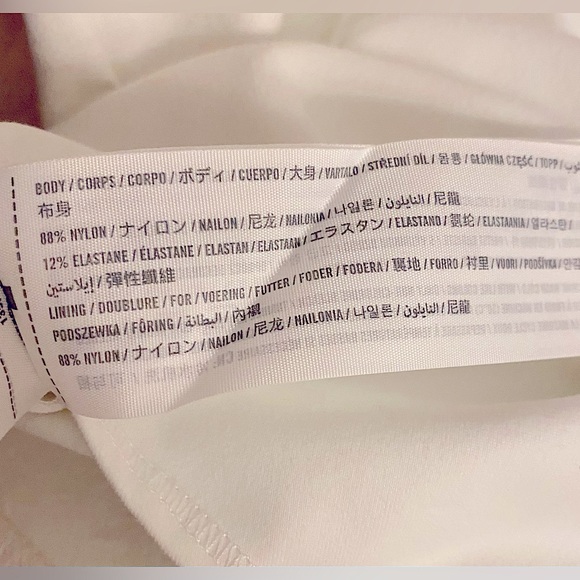 BODY / CORPS / CORPO / ボディ / CUERPO / 大身 / VARTALO / STŘEDNÍ DÍL / 몸통 / GŁÓWNA CZĘŚĆ / TOPP /
布身
88% NYLON / ナイロン / NAILON / 尼龙 / NAILONIA / 나일론 / النايلون / 尼龍
12% ELASTANE / ÉLASTANE / ELASTAN / ELASTAAN / エラスタン / ELASTANO / 氨纶 / ELASTAANIA / 엘라스탄 /
إيلاستين / 彈性纖維
LINING / DOUBLURE / FOR / VOERING / FUTTER / FODER / FODERA / 裏地 / FORRO / 衬里 / VUORI / PODŠÍVKA / 안감
PODSZEWKA / FÔRING / البطانة / 內襯
88% NYLON / ナイロン / NAILON / 尼龙 / NAILONIA / 나일론 / النايلون / 尼龍